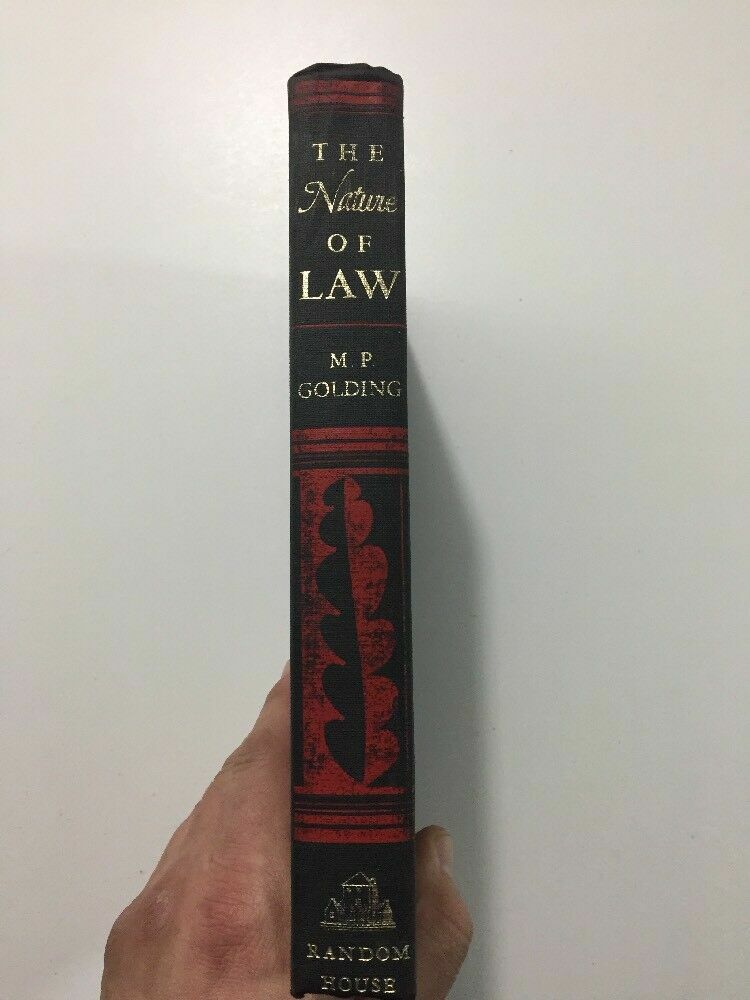 THE
Nature
OF
LAW
M. P.
GOLDING
RANDOM
HOUSE